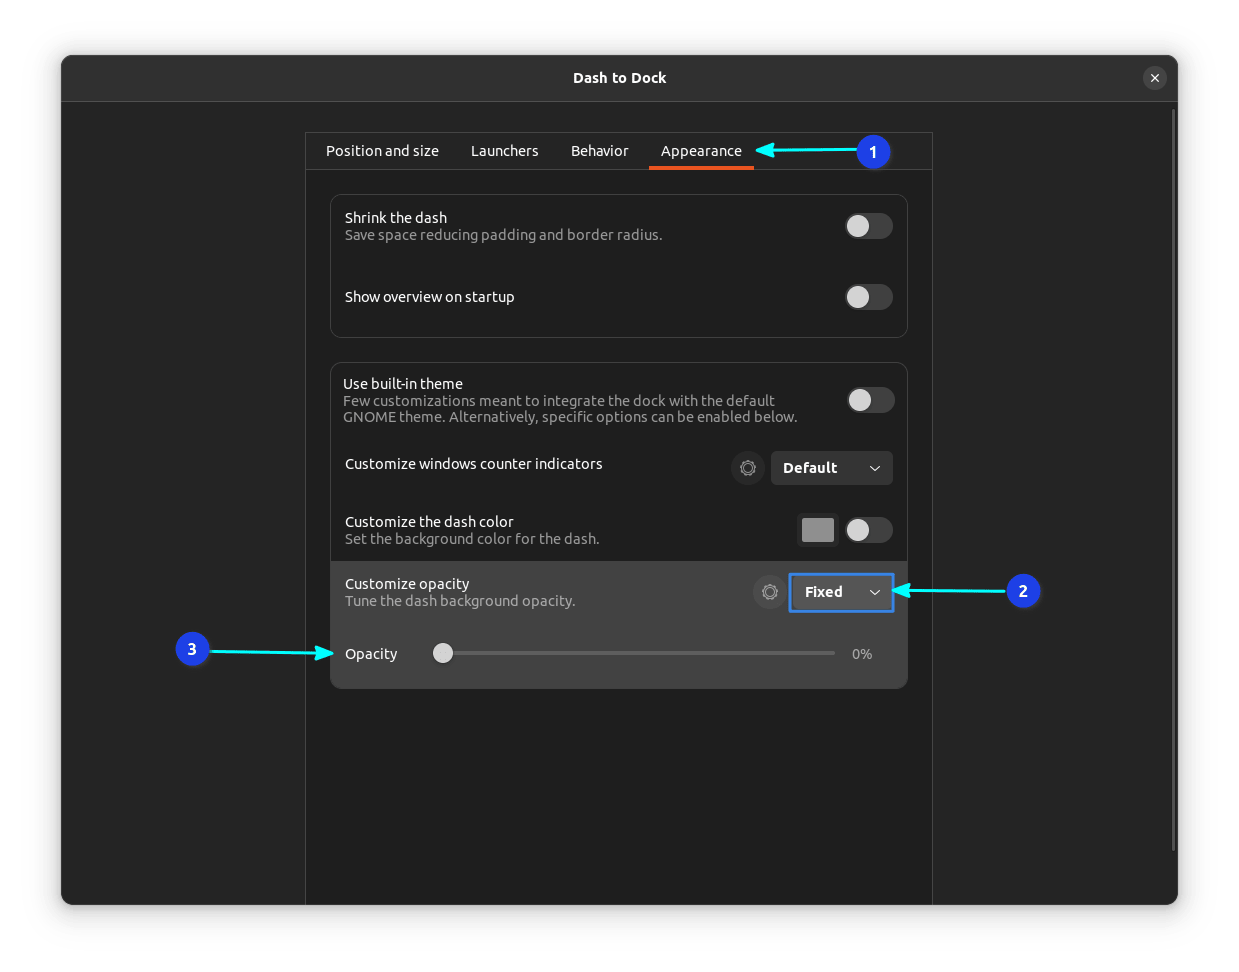 Dash to Dock
Position and size Launchers Behavior Appearance 1
Shrink the dash
Save space reducing padding and border radius.
Show overview on startup
Use built-in theme
Few customizations meant to integrate the dock with the default
GNOME theme. Alternatively, specific options can be enabled below.
Customize windows counter indicators Default
Customize the dash color
Set the background color for the dash.
Customize opacity
Tune the dash background opacity.
Fixed 2
3 Opacity 0%